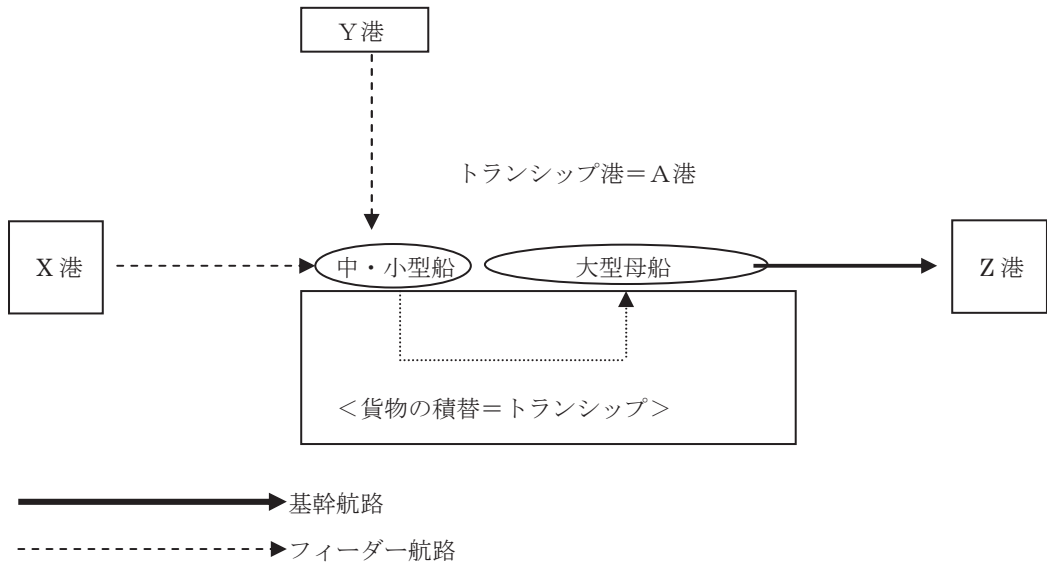 Ｙ港
トランシップ港＝Ａ港
X 港
中・小型船
大型母船
Z 港
＜貨物の積替＝トランシップ＞
基幹航路
フィーダー航路